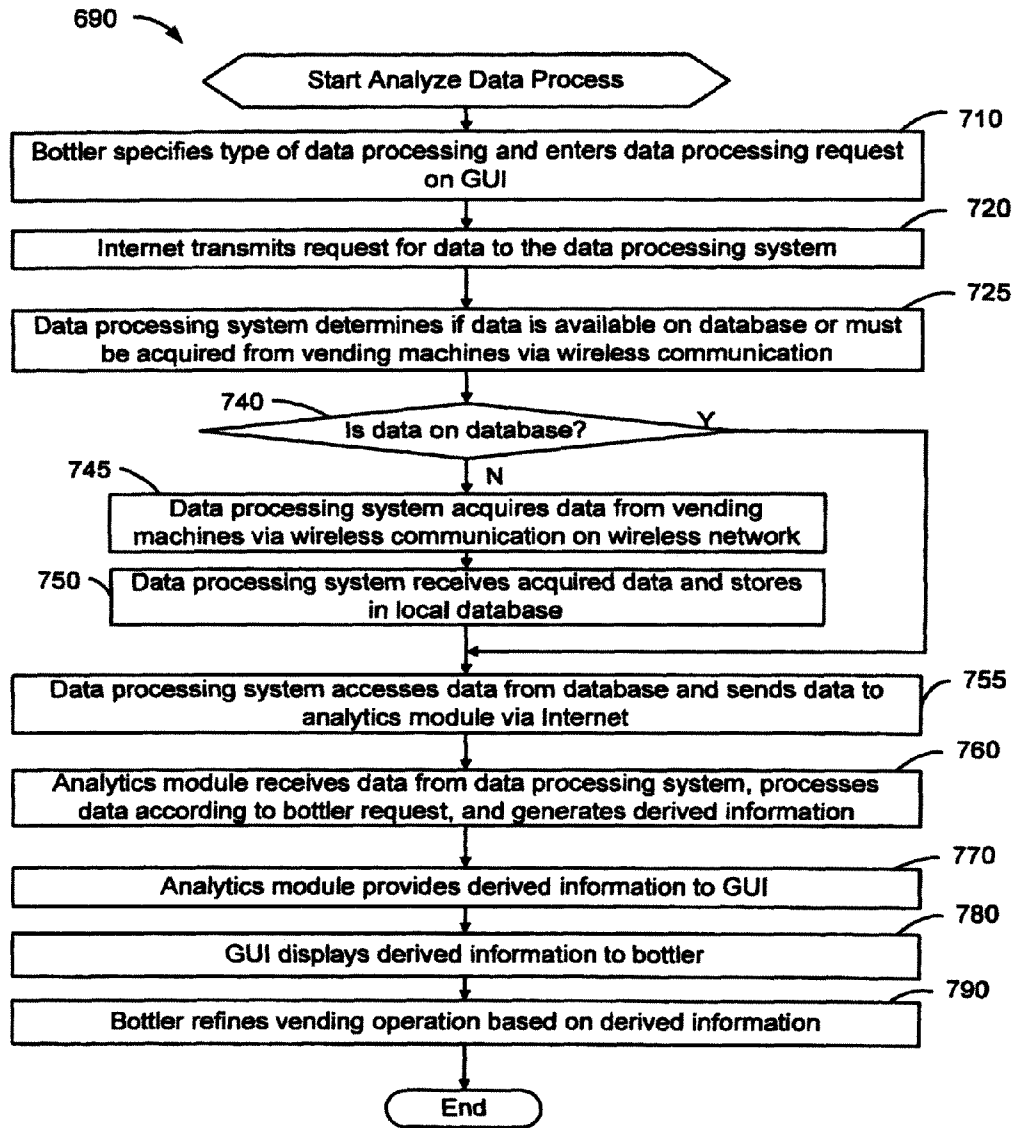 690
Start Analyze Data Process
710
Bottler specifies type of data processing and enters data processing request
on GUI
720
Internet transmits request for data to the data processing system
725
Data processing system determines if data is available on database or must
be acquired from vending machines via wireless communication
740
Is data on database?
Y
N
745
Data processing system acquires data from vending
machines via wireless communication on wireless network
750
Data processing system receives acquired data and stores
in local database
755
Data processing system accesses data from database and sends data to
analytics module via Internet
760
Analytics module receives data from data processing system, processes
data according to bottler request, and generates derived information
770
Analytics module provides derived information to GUI
780
GUI displays derived information to bottler
790
Bottler refines vending operation based on derived information
End